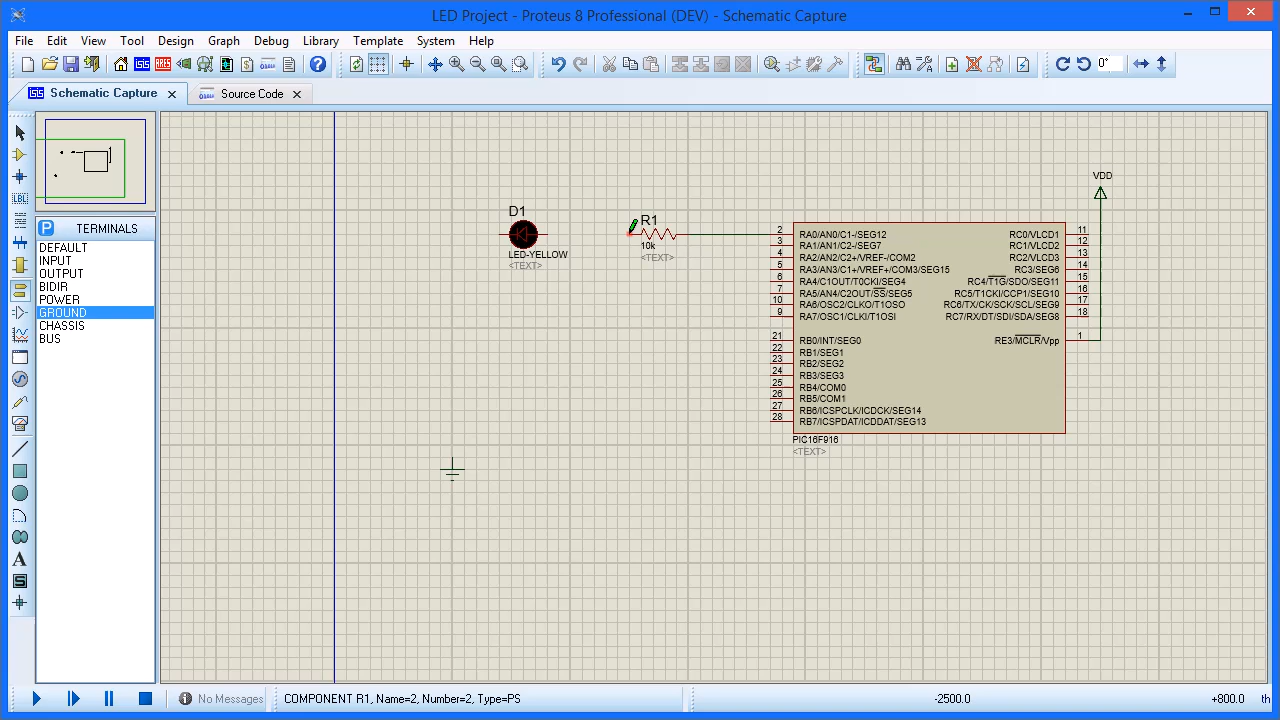 LED Project - Proteus 8 Professional (DEV) - Schematic Capture
File Edit View Tool Design Graph Debug Library Template System Help
ISIS ARES $ ? 0°
ISIS Schematic Capture Source Code
LBL
A
S
P TERMINALS
DEFAULT
INPUT
OUTPUT
BIDIR
POWER
GROUND
CHASSIS
BUS
D1
LED-YELLOW
<TEXT>
R1
10k
<TEXT>
VDD
2 RA0/AN0/C1-/SEG12 RC0/VLCD1 11
3 RA1/AN1/C2-/SEG7 RC1/VLCD2 12
4 RA2/AN2/C2+/VREF-/COM2 RC2/VLCD3 13
5 RA3/AN3/C1+/VREF+/COM3/SEG15 RC3/SEG6 14
6 RA4/C1OUT/T0CKI/SEG4 RC4/T1G/SDO/SEG11 15
7 RA5/AN4/C2OUT/SS/SEG5 RC5/T1CKI/CCP1/SEG10 16
10 RA6/OSC2/CLKO/T1OSO RC6/TX/CK/SCK/SCL/SEG9 17
9 RA7/OSC1/CLKI/T1OSI RC7/RX/DT/SDI/SDA/SEG8 18
21 RB0/INT/SEG0 RE3/MCLR/Vpp 1
22 RB1/SEG1
23 RB2/SEG2
24 RB3/SEG3
25 RB4/COM0
26 RB5/COM1
27 RB6/ICSPCLK/ICDCK/SEG14
28 RB7/ICSPDAT/ICDDAT/SEG13
PIC16F916
<TEXT>
No Messages COMPONENT R1, Name=2, Number=2, Type=PS -2500.0 +800.0 th